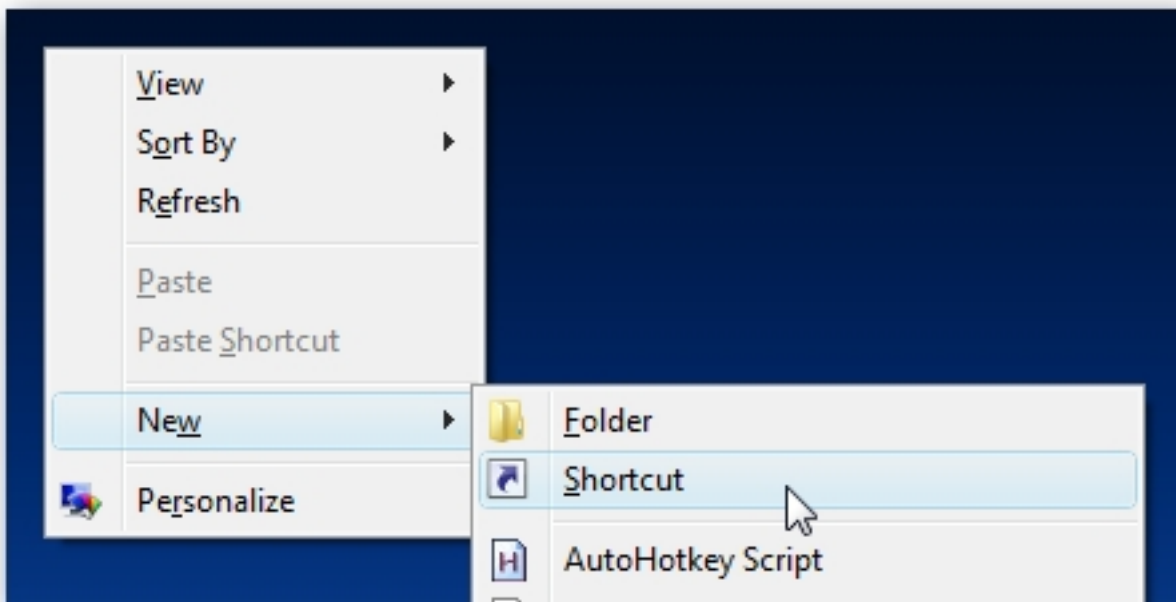 View
Sort By
Refresh
Paste
Paste Shortcut
New
Personalize
Folder
Shortcut
AutoHotkey Script